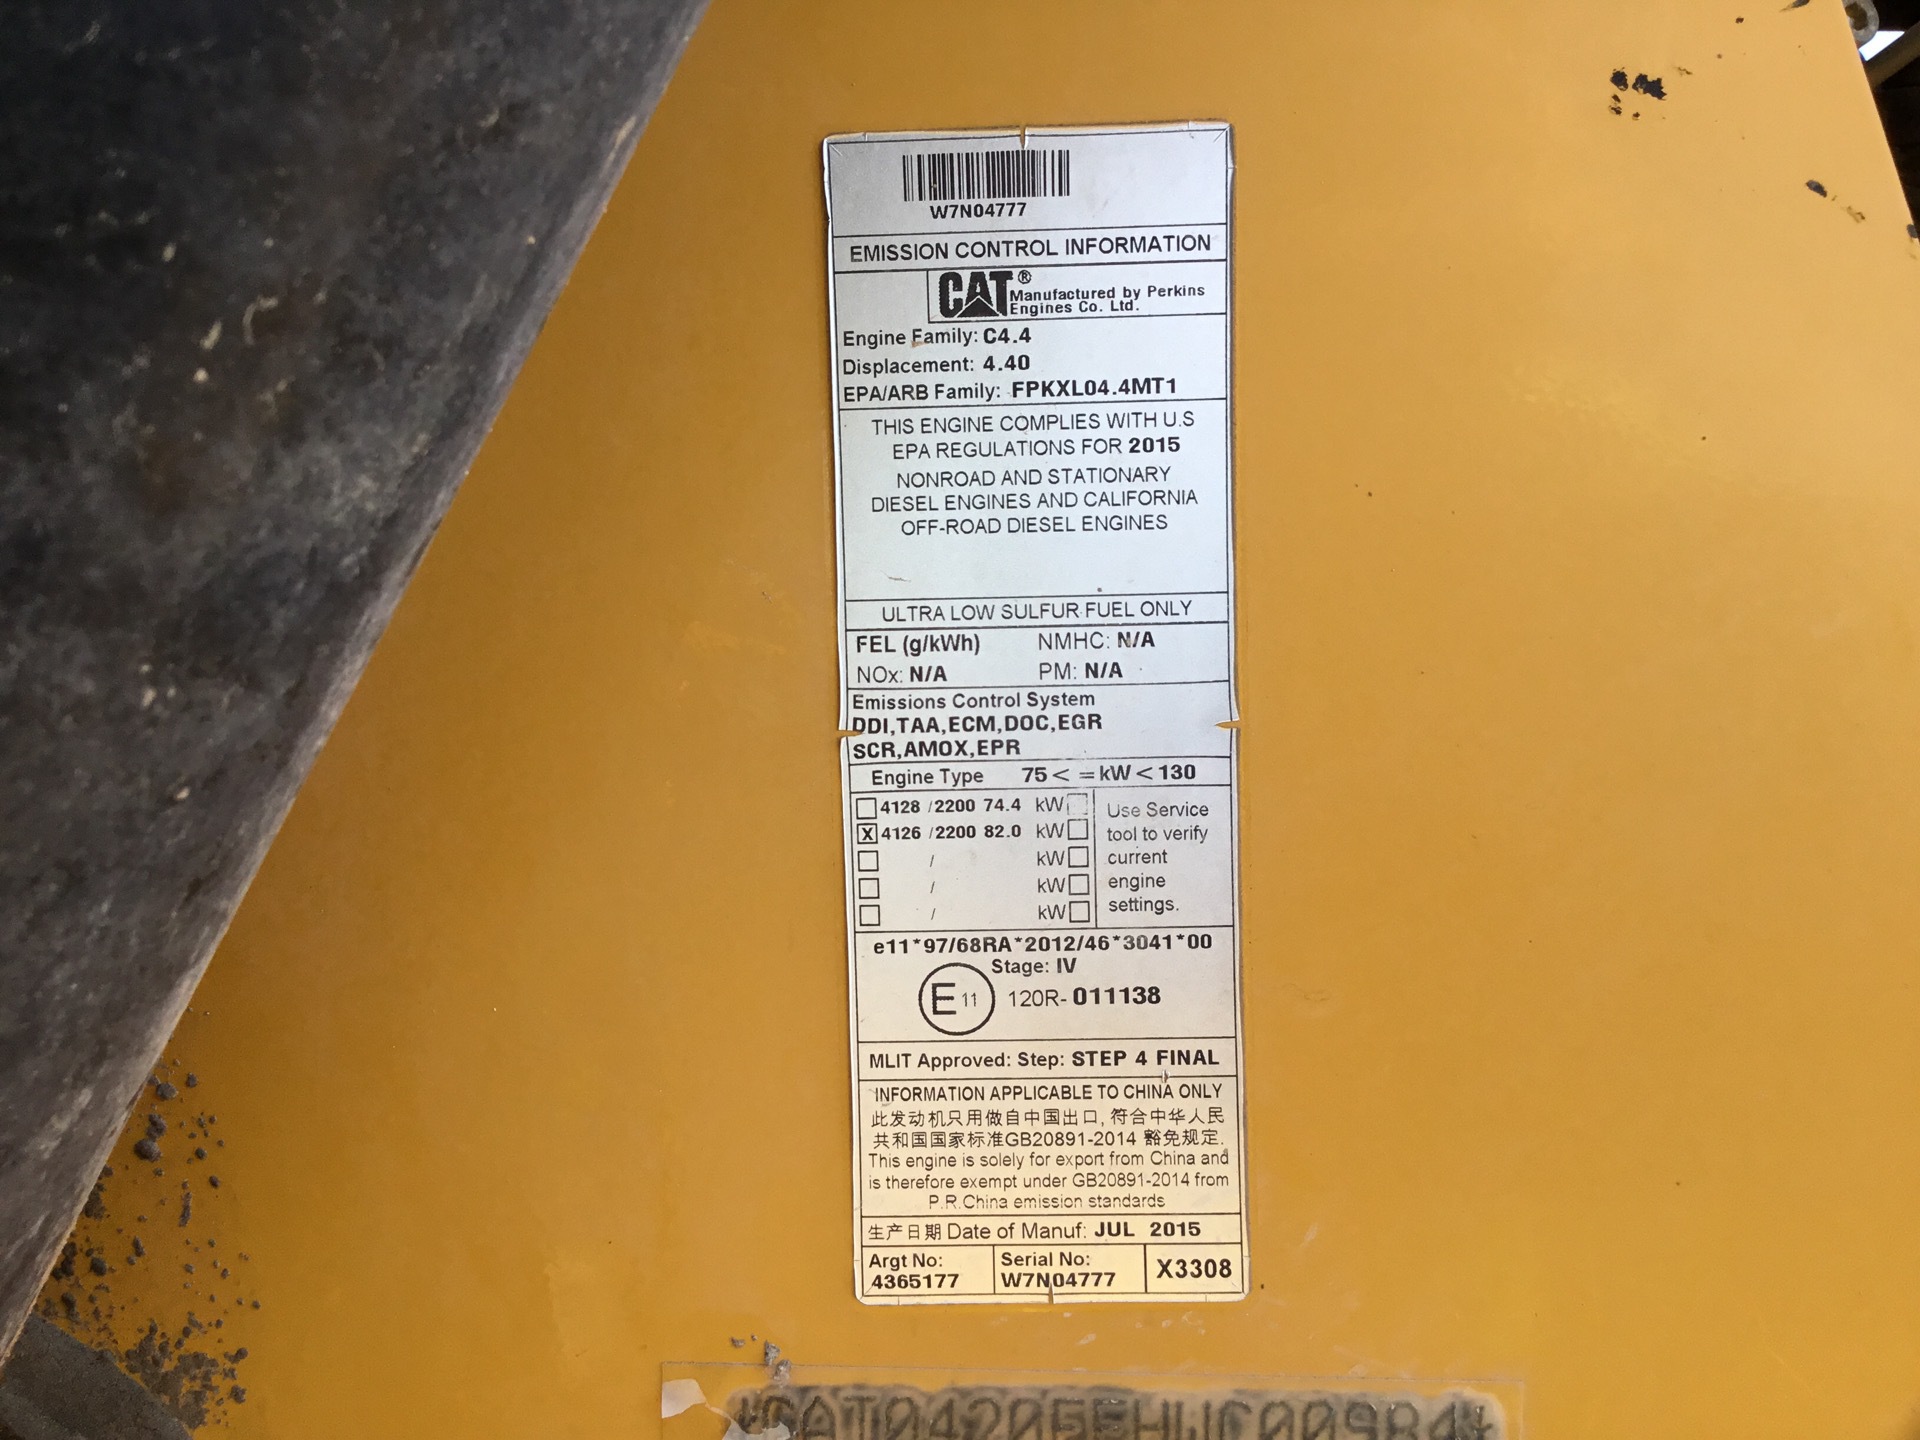 W7N04777
EMISSION CONTROL INFORMATION
CAT®
Manufactured by Perkins
Engines Co. Ltd.
Engine Family: C4.4
Displacement: 4.40
EPA/ARB Family: FPKXL04.4MT1
THIS ENGINE COMPLIES WITH U.S
EPA REGULATIONS FOR 2015
NONROAD AND STATIONARY
DIESEL ENGINES AND CALIFORNIA
OFF-ROAD DIESEL ENGINES
ULTRA LOW SULFUR FUEL ONLY
FEL (g/kWh) NMHC: N/A
NOx: N/A PM: N/A
Emissions Control System
DDI,TAA,ECM,DOC,EGR
SCR,AMOX,EPR
Engine Type 75 < = kW < 130
4128 / 2200 74.4 kW
X 4126 / 2200 82.0 kW
/ kW
/ kW
/ kW
Use Service
tool to verify
current
engine
settings.
e11*97/68RA*2012/46*3041*00
Stage: IV
E11 120R-011138
MLIT Approved: Step: STEP 4 FINAL
INFORMATION APPLICABLE TO CHINA ONLY
此发动机只用做自中国出口, 符合中华人民
共和国国家标准GB20891-2014 豁免规定.
This engine is solely for export from China and
is therefore exempt under GB20891-2014 from
P.R.China emission standards
生产日期 Date of Manuf: JUL 2015
Argt No:
4365177
Serial No:
W7N04777
X3308